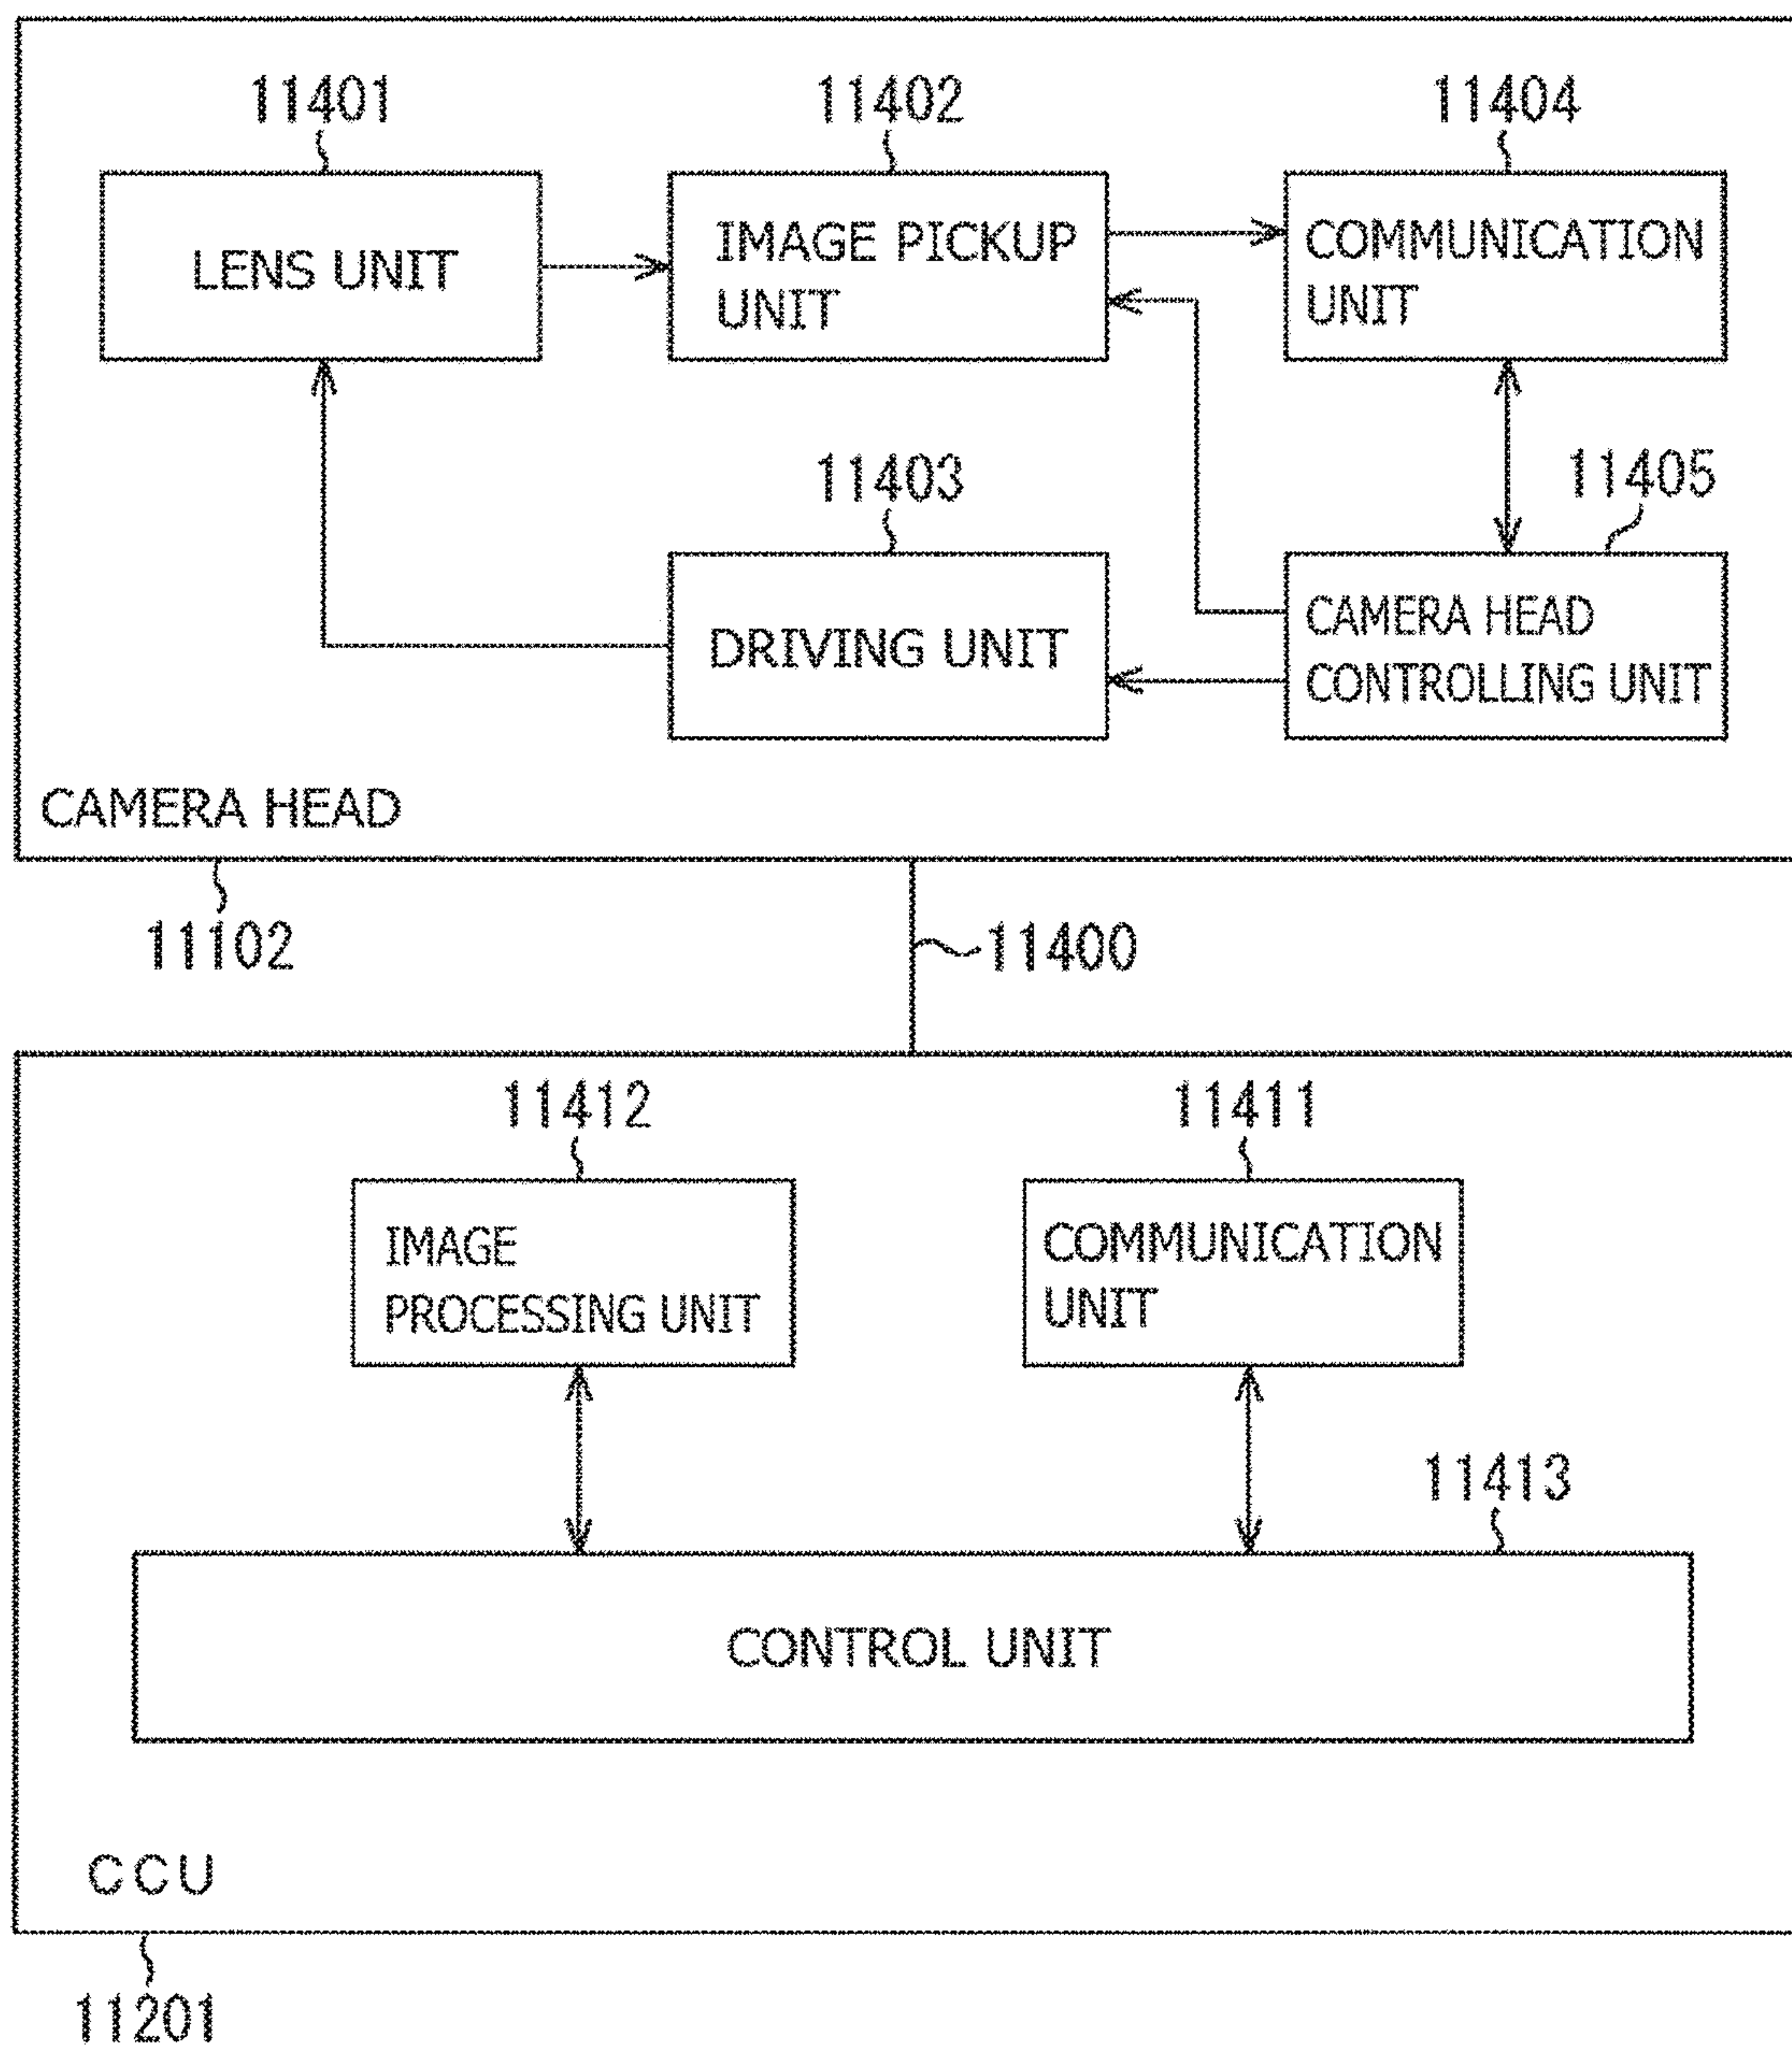 11401
11402
11404
LENS UNIT
IMAGE PICKUP
UNIT
COMMUNICATION
UNIT
11403
11405
DRIVING UNIT
CAMERA HEAD
CONTROLLING UNIT
CAMERA HEAD
11102
11400
11412
11411
IMAGE
PROCESSING UNIT
COMMUNICATION
UNIT
11413
CONTROL UNIT
CCU
11201